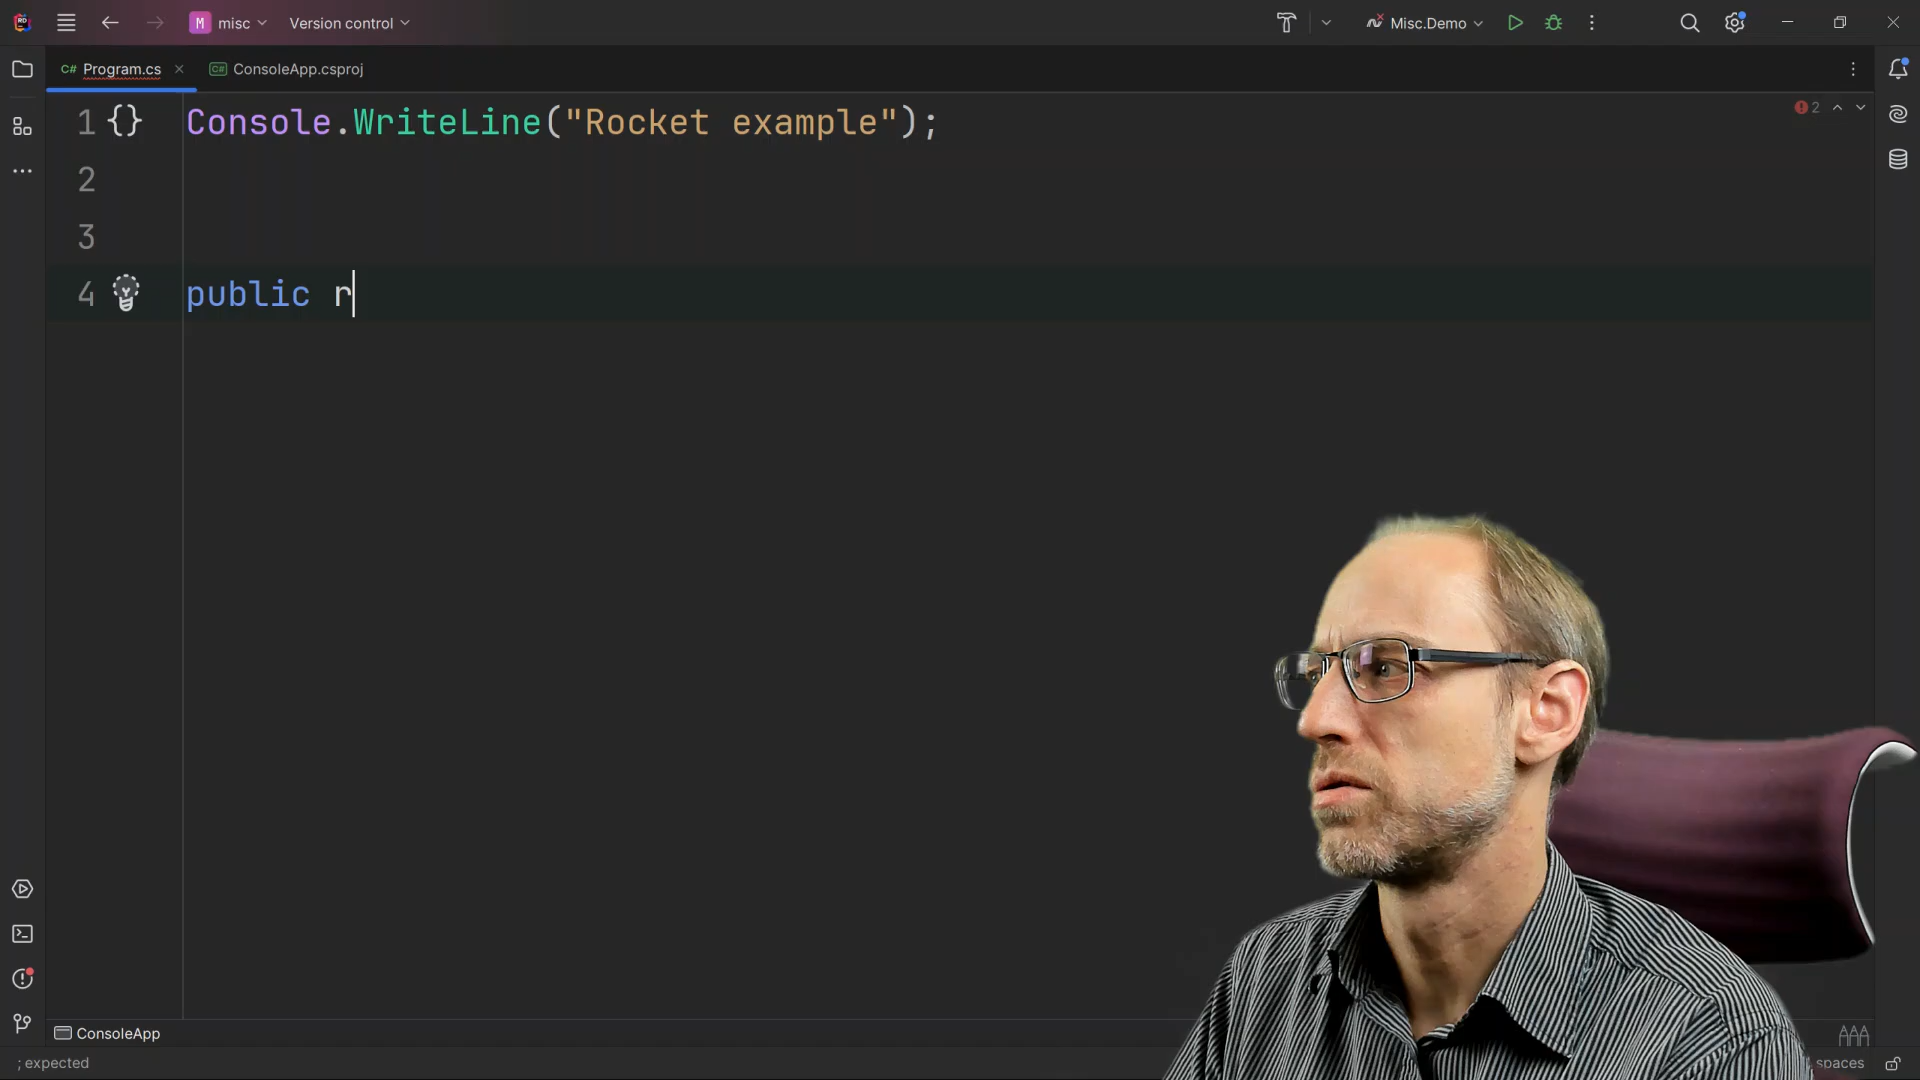 M misc Version control Misc.Demo
C# Program.cs C# ConsoleApp.csproj
1 {} Console.WriteLine("Rocket example"); 2
2
3
4 public r
ConsoleApp
; expected spaces